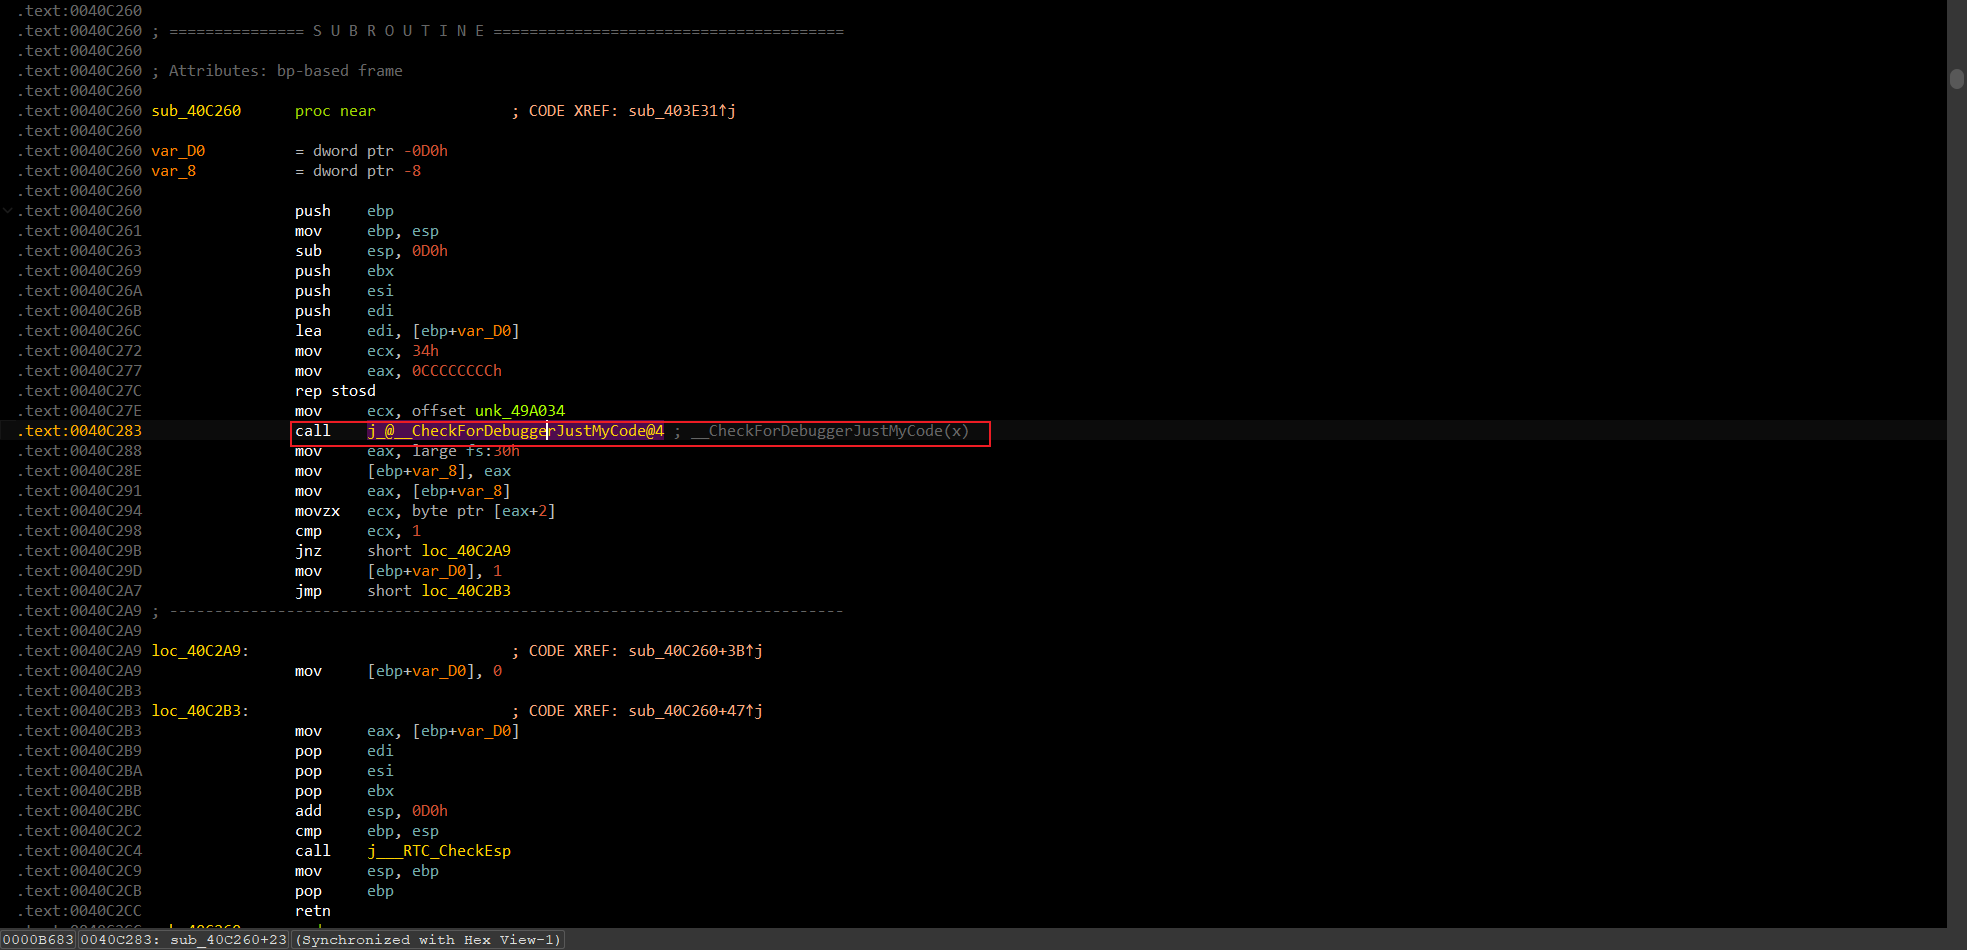 .text:0040C260
.text:0040C260 ; =============== S U B R O U T I N E =======================================
.text:0040C260
.text:0040C260 ; Attributes: bp-based frame
.text:0040C260
.text:0040C260 sub_40C260      proc near               ; CODE XREF: sub_403E31↑j
.text:0040C260
.text:0040C260 var_D0          = dword ptr -0D0h
.text:0040C260 var_8           = dword ptr -8
.text:0040C260
.text:0040C260                 push    ebp
.text:0040C261                 mov     ebp, esp
.text:0040C263                 sub     esp, 0D0h
.text:0040C269                 push    ebx
.text:0040C26A                 push    esi
.text:0040C26B                 push    edi
.text:0040C26C                 lea     edi, [ebp+var_D0]
.text:0040C272                 mov     ecx, 34h
.text:0040C277                 mov     eax, 0CCCCCCCCh
.text:0040C27C                 rep stosd
.text:0040C27E                 mov     ecx, offset unk_49A034
.text:0040C283                 call    j_@__CheckForDebuggerJustMyCode@4 ; __CheckForDebuggerJustMyCode(x)
.text:0040C288                 mov     eax, large fs:30h
.text:0040C28E                 mov     [ebp+var_8], eax
.text:0040C291                 mov     eax, [ebp+var_8]
.text:0040C294                 movzx   ecx, byte ptr [eax+2]
.text:0040C298                 cmp     ecx, 1
.text:0040C29B                 jnz     short loc_40C2A9
.text:0040C29D                 mov     [ebp+var_D0], 1
.text:0040C2A7                 jmp     short loc_40C2B3
.text:0040C2A9 ; ---------------------------------------------------------------------------
.text:0040C2A9
.text:0040C2A9 loc_40C2A9:                             ; CODE XREF: sub_40C260+3B↑j
.text:0040C2A9                 mov     [ebp+var_D0], 0
.text:0040C2B3
.text:0040C2B3 loc_40C2B3:                             ; CODE XREF: sub_40C260+47↑j
.text:0040C2B3                 mov     eax, [ebp+var_D0]
.text:0040C2B9                 pop     edi
.text:0040C2BA                 pop     esi
.text:0040C2BB                 pop     ebx
.text:0040C2BC                 add     esp, 0D0h
.text:0040C2C2                 cmp     ebp, esp
.text:0040C2C4                 call    j___RTC_CheckEsp
.text:0040C2C9                 mov     esp, ebp
.text:0040C2CB                 pop     ebp
.text:0040C2CC                 retn
0000B683 0040C283: sub_40C260+23 (Synchronized with Hex View-1)